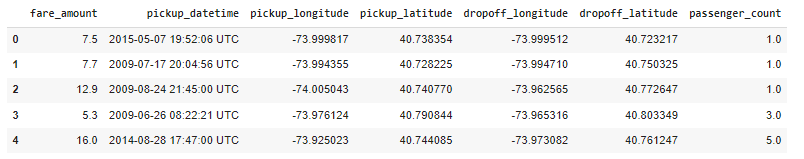 fare_amount pickup_datetime pickup_longitude pickup_latitude dropoff_longitude dropoff_latitude passenger_count
0 7.5 2015-05-07 19:52:06 UTC -73.999817 40.738354 -73.999512 40.723217 1.0
1 7.7 2009-07-17 20:04:56 UTC -73.994355 40.728225 -73.994710 40.750325 1.0
2 12.9 2009-08-24 21:45:00 UTC -74.005043 40.740770 -73.962565 40.772647 1.0
3 5.3 2009-06-26 08:22:21 UTC -73.976124 40.790844 -73.965316 40.803349 3.0
4 16.0 2014-08-28 17:47:00 UTC -73.925023 40.744085 -73.973082 40.761247 5.0